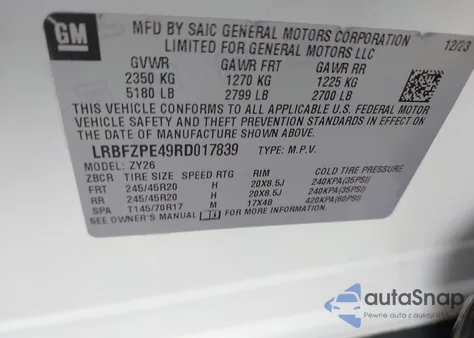 GM
MFD BY SAIC GENERAL MOTORS CORPORATION
LIMITED FOR GENERAL MOTORS LLC
12/23
GVWR GAWR FRT GAWR RR
2350 KG 1270 KG 1225 KG
5180 LB 2799 LB 2700 LB
THIS VEHICLE CONFORMS TO ALL APPLICABLE U.S. FEDERAL MOTOR
VEHICLE SAFETY AND THEFT PREVENTION STANDARDS IN EFFECT ON THE DATE OF
MANUFACTURE SHOWN ABOVE.
LRBFZPE49RD017839 TYPE: M.P.V.
MODEL: ZY26
ZBCR TIRE SIZE SPEED RTG RIM COLD TIRE PRESSURE
FRT 245/45R20 H 20X8.5J 240KPA(35PSI)
RR 245/45R20 H 20X8.5J 240KPA(35PSI)
SPA T145/70R17 M 17X4B 420KPA(60PSI)
SEE OWNER'S MANUAL FOR MORE INFORMATION.
autoSnap
Pewne auta z aukcji